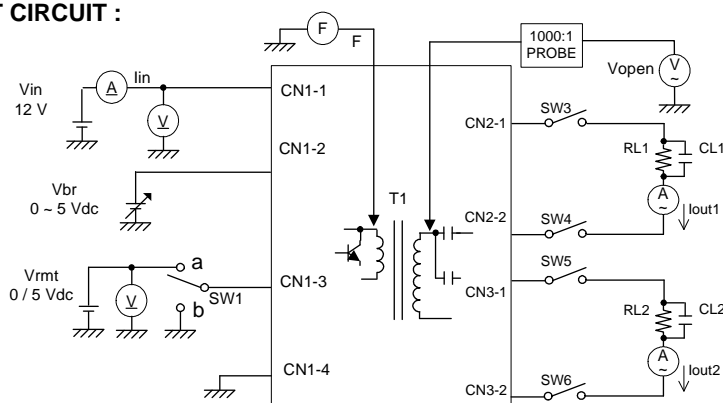 T CIRCUIT :
F
F
1000:1
PROBE
Vopen
V
~
Vin
12 V
A
Iin
V
CN1-1
CN1-2
Vbr
0 ~ 5 Vdc
Vrmt
0 / 5 Vdc
V
a
b
SW1
CN1-3
CN1-4
T1
CN2-1
CN2-2
CN3-1
CN3-2
SW3
RL1
CL1
A
~
Iout1
SW4
SW5
RL2
CL2
A
~
Iout2
SW6